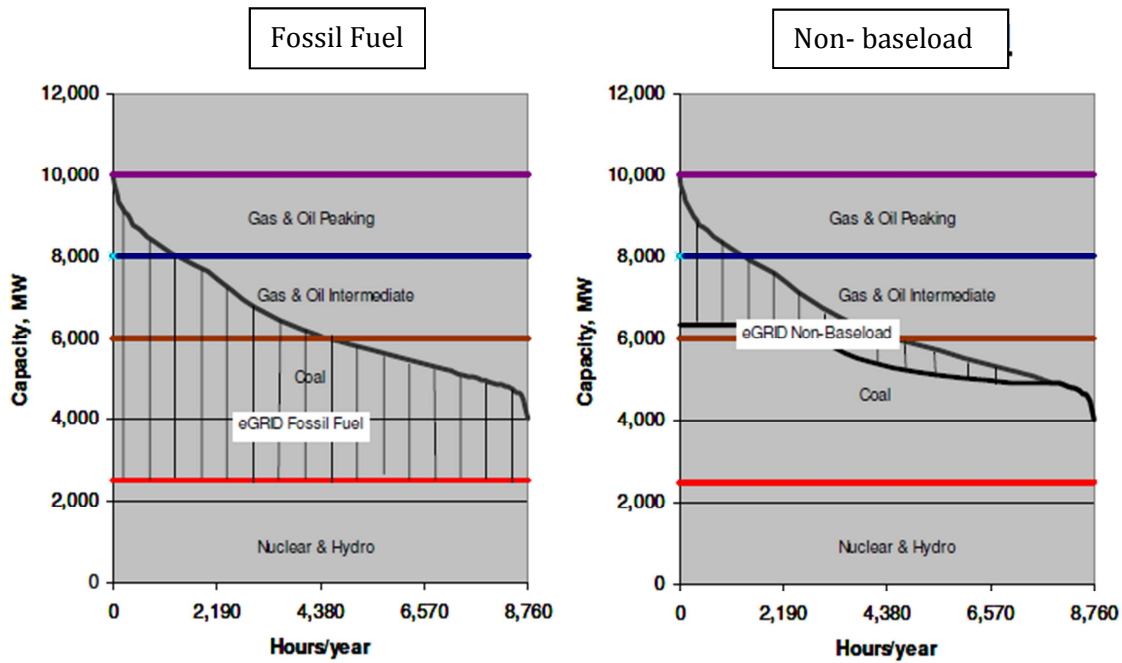 Fossil Fuel
12,000
10,000
8,000
6,000
4,000
2,000
0
Capacity, MW
Gas & Oil Peaking
Gas & Oil Intermediate
Coal
eGRID Fossil Fuel
Nuclear & Hydro
0
2,190
4,380
6,570
8,760
Hours/year
Non- baseload
12,000
10,000
8,000
6,000
4,000
2,000
0
Capacity, MW
Gas & Oil Peaking
Gas & Oil Intermediate
eGRID Non-Baseload
Coal
Nuclear & Hydro
0
2,190
4,380
6,570
8,760
Hours/year